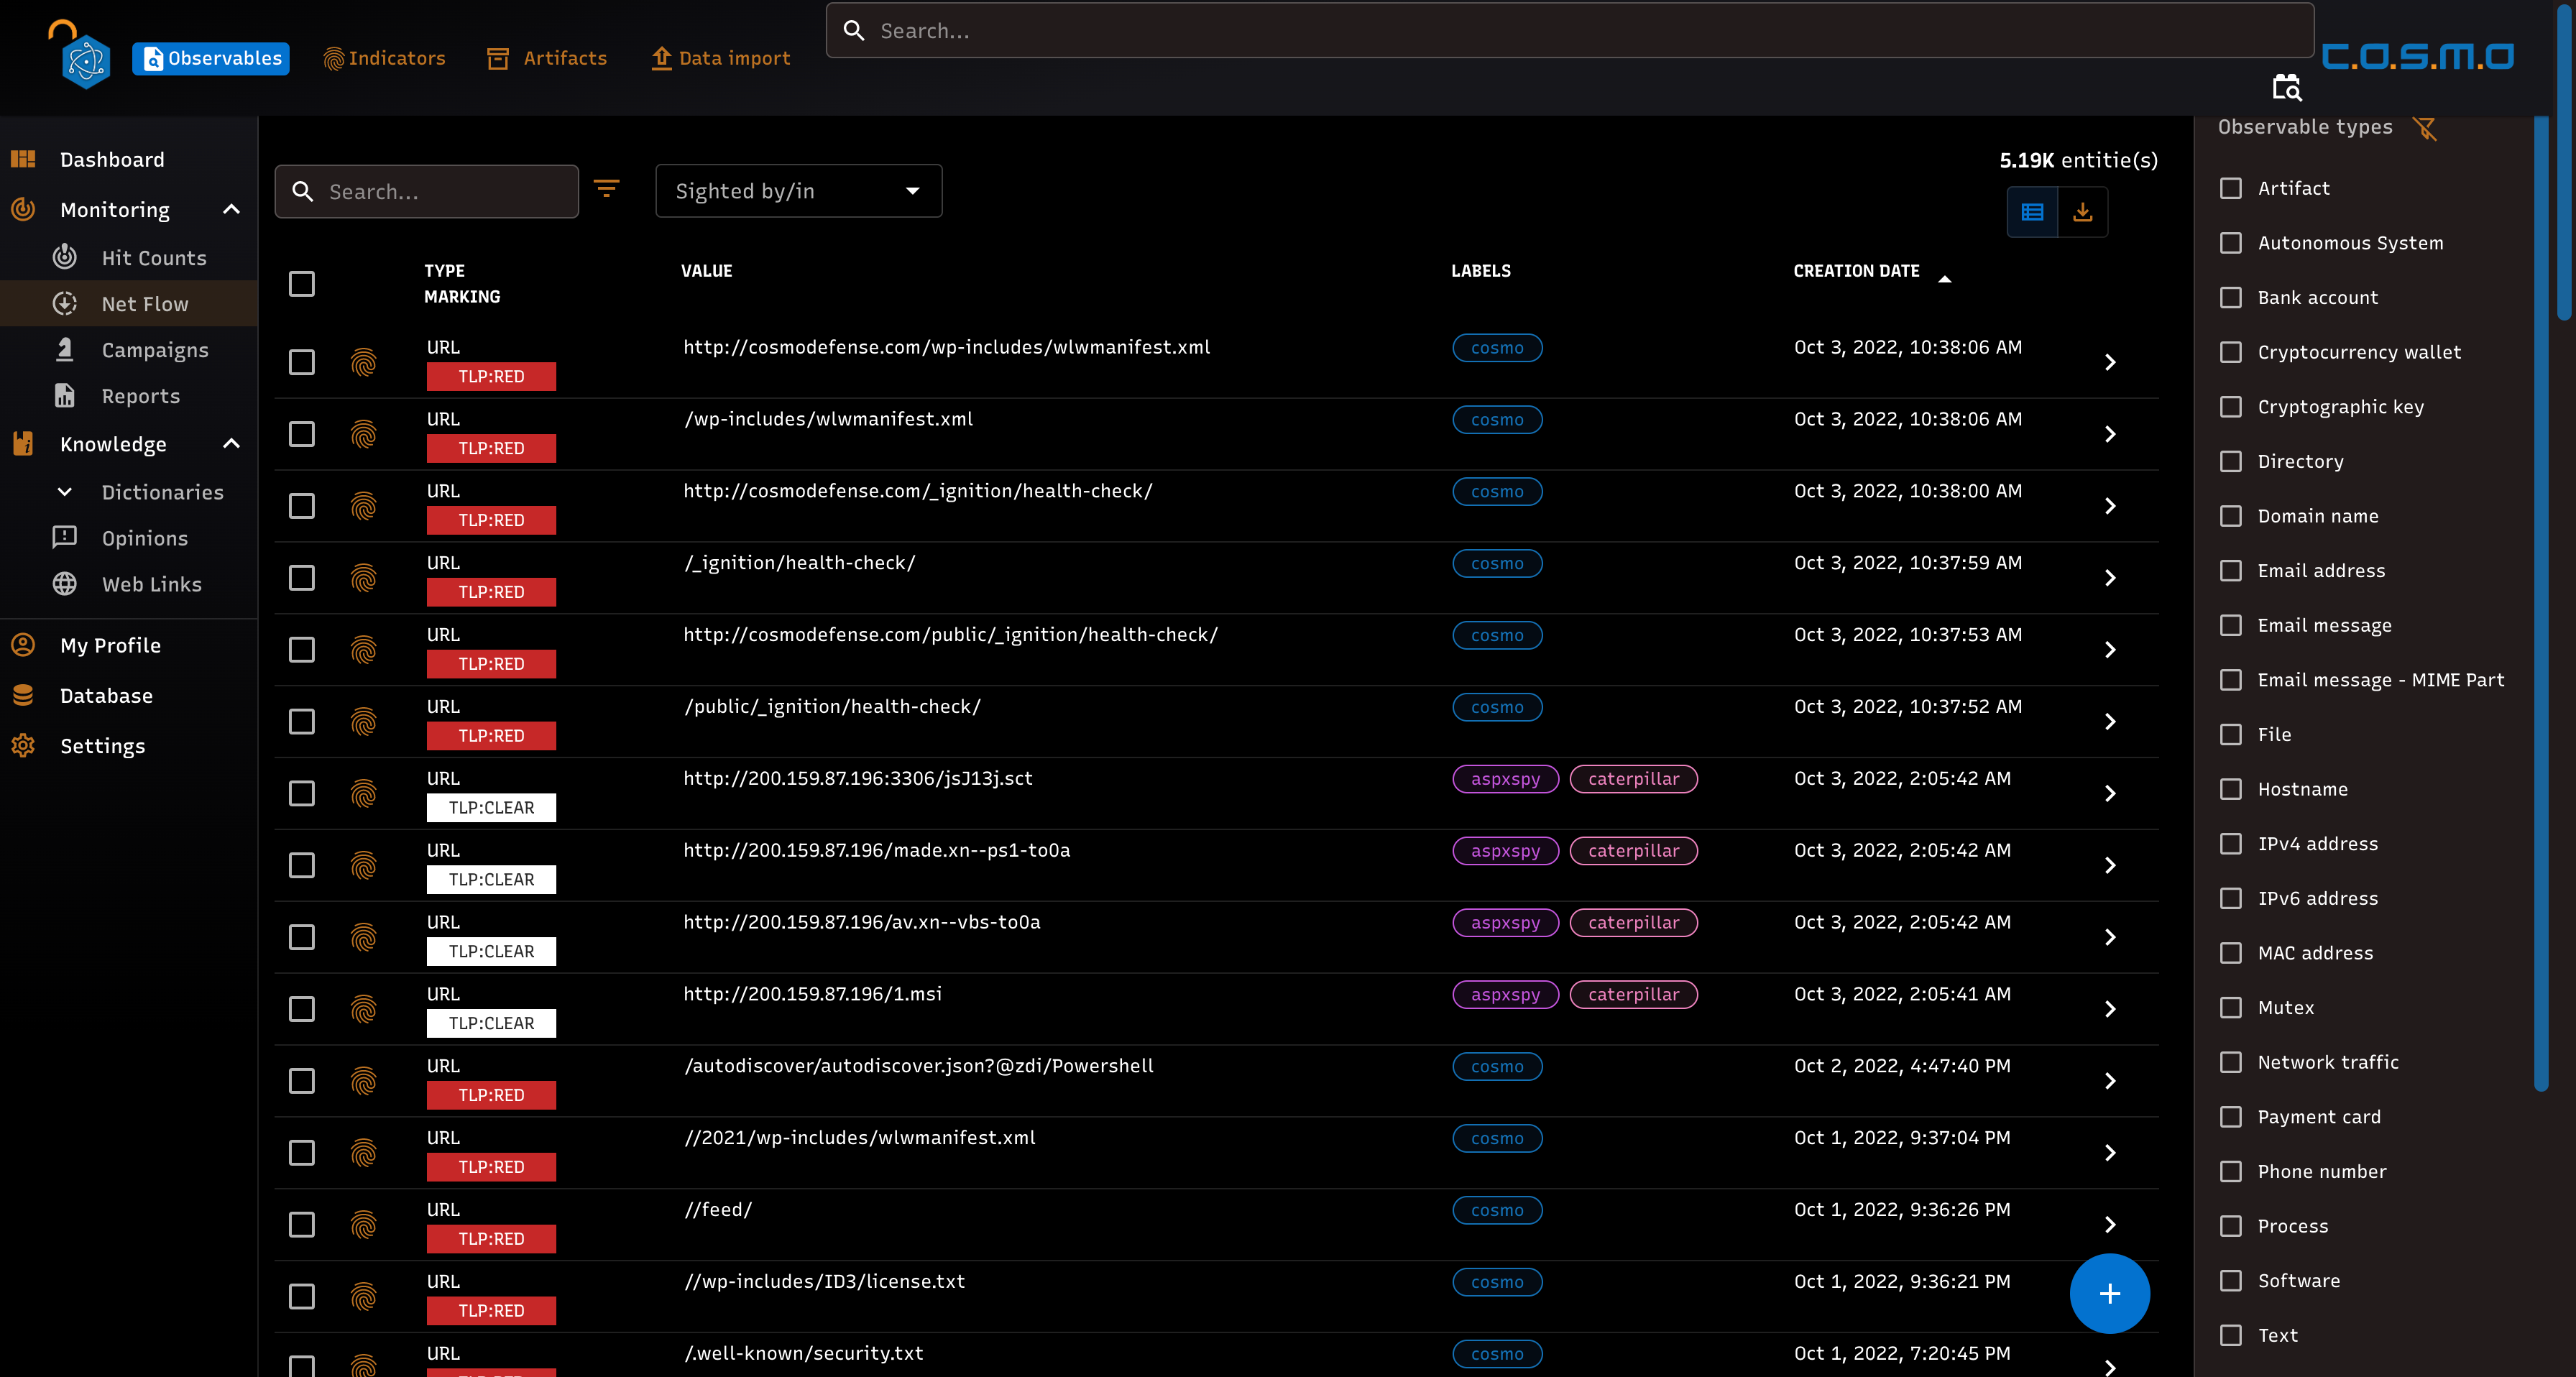 Observables
Indicators
Artifacts
Data import
Search...
c.o.s.m.o
Dashboard
Monitoring
Hit Counts
Net Flow
Campaigns
Reports
Knowledge
Dictionaries
Opinions
Web Links
My Profile
Database
Settings
Search...
Sighted by/in
5.19K entitie(s)
TYPE VALUE LABELS CREATION DATE
MARKING
URL http://cosmodefense.com/wp-includes/wlwmanifest.xml cosmo Oct 3, 2022, 10:38:06 AM
TLP:RED
URL /wp-includes/wlwmanifest.xml cosmo Oct 3, 2022, 10:38:06 AM
TLP:RED
URL http://cosmodefense.com/_ignition/health-check/ cosmo Oct 3, 2022, 10:38:00 AM
TLP:RED
URL /_ignition/health-check/ cosmo Oct 3, 2022, 10:37:59 AM
TLP:RED
URL http://cosmodefense.com/public/_ignition/health-check/ cosmo Oct 3, 2022, 10:37:53 AM
TLP:RED
URL /public/_ignition/health-check/ cosmo Oct 3, 2022, 10:37:52 AM
TLP:RED
URL http://200.159.87.196:3306/jsJ13j.sct aspxspy caterpillar Oct 3, 2022, 2:05:42 AM
TLP:CLEAR
URL http://200.159.87.196/made.xn--ps1-to0a aspxspy caterpillar Oct 3, 2022, 2:05:42 AM
TLP:CLEAR
URL http://200.159.87.196/av.xn--vbs-to0a aspxspy caterpillar Oct 3, 2022, 2:05:42 AM
TLP:CLEAR
URL http://200.159.87.196/1.msi aspxspy caterpillar Oct 3, 2022, 2:05:41 AM
TLP:CLEAR
URL /autodiscover/autodiscover.json?@zdi/Powershell cosmo Oct 2, 2022, 4:47:40 PM
TLP:RED
URL //2021/wp-includes/wlwmanifest.xml cosmo Oct 1, 2022, 9:37:04 PM
TLP:RED
URL //feed/ cosmo Oct 1, 2022, 9:36:26 PM
TLP:RED
URL //wp-includes/ID3/license.txt cosmo Oct 1, 2022, 9:36:21 PM
TLP:RED
URL /.well-known/security.txt cosmo Oct 1, 2022, 7:20:45 PM
Observable types
Artifact
Autonomous System
Bank account
Cryptocurrency wallet
Cryptographic key
Directory
Domain name
Email address
Email message
Email message - MIME Part
File
Hostname
IPv4 address
IPv6 address
MAC address
Mutex
Network traffic
Payment card
Phone number
Process
Software
Text